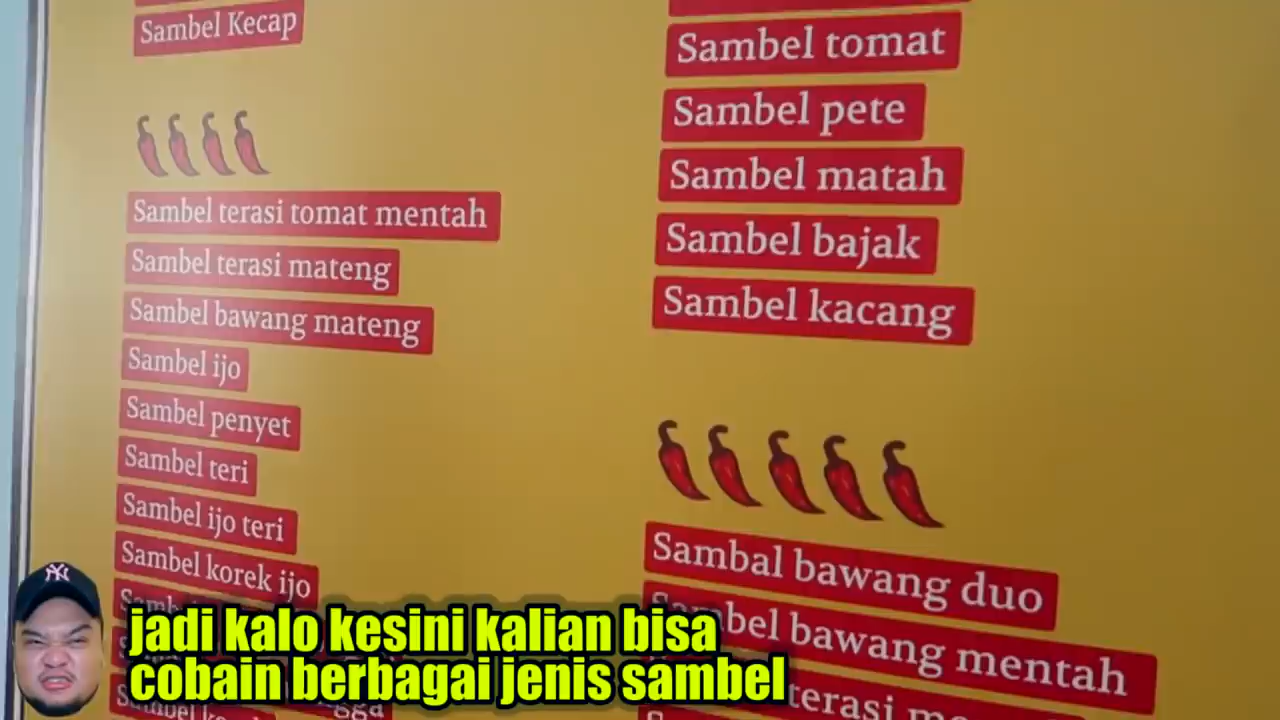 Sambel Kecap
Sambel terasi tomat mentah
Sambel terasi mateng
Sambel bawang mateng
Sambel ijo
Sambel penyet
Sambel teri
Sambel ijo teri
Sambel korek ijo
Sambel tomat
Sambel pete
Sambel matah
Sambel bajak
Sambel kacang
Sambal bawang duo
Sambel bawang mentah
terasi
jadi kalo kesini kalian bisa
cobain berbagai jenis sambel
NY